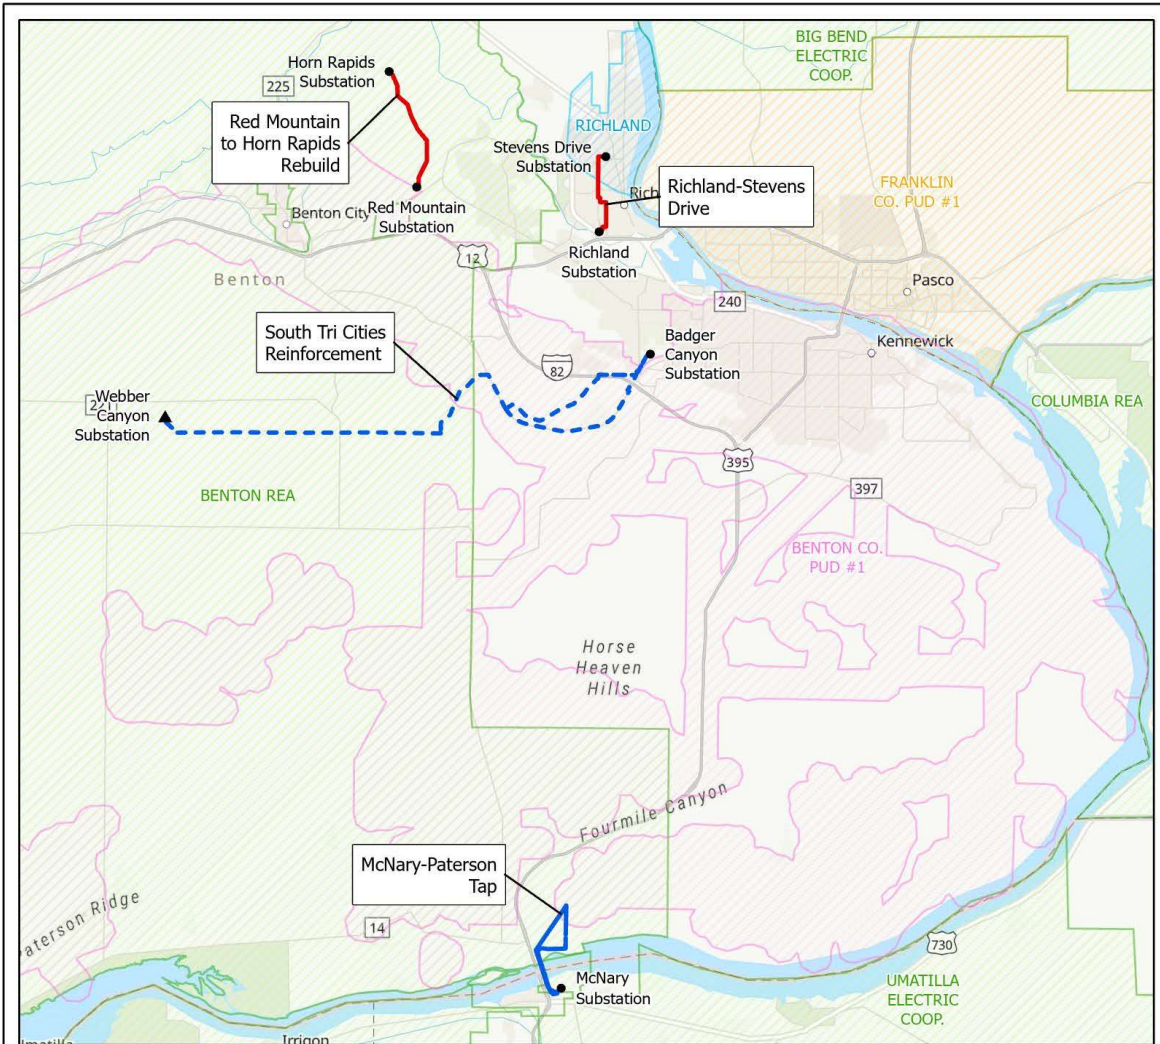 BIG BEND
ELECTRIC
COOP.
Horn Rapids
Substation
225
Red Mountain
to Horn Rapids
Rebuild
RICHLAND
Stevens Drive
Substation
Richland-Stevens
Drive
FRANKLIN
CO. PUD #1
Benton City
Red Mountain
Substation
Richland
Substation
12
Benton
Pasco
240
South Tri Cities
Reinforcement
Badger
Canyon
Substation
Kennewick
82
Webber
Canyon
Substation
COLUMBIA REA
395
397
BENTON REA
BENTON CO.
PUD #1
Horse
Heaven
Hills
Fourmile Canyon
McNary-Paterson
Tap
14
aterson Ridge
730
McNary
Substation
UMATILLA
ELECTRIC
COOP.
Irrigon